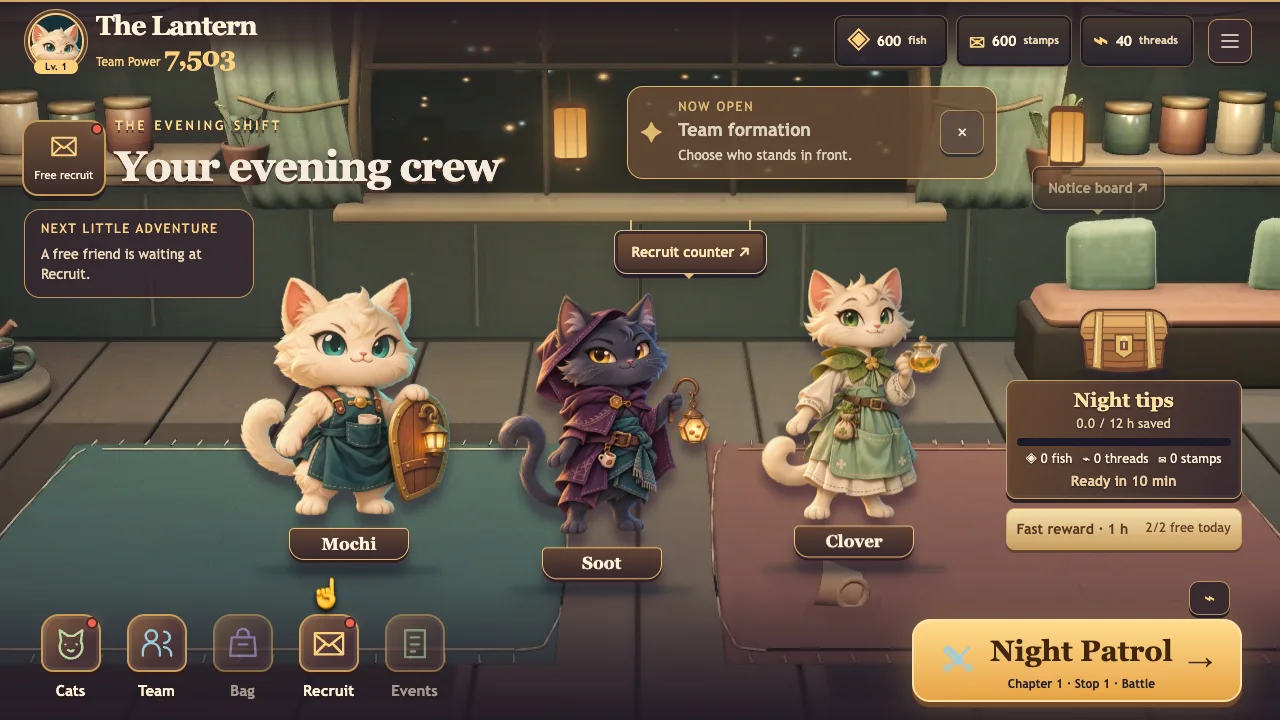 The Lantern
Lv. 1
Team Power 7,503
600 fish
600 stamps
40 threads
Free recruit
THE EVENING SHIFT
Your evening crew
NOW OPEN
Team formation
Choose who stands in front.
×
Notice board ↗
NEXT LITTLE ADVENTURE
A free friend is waiting at
Recruit.
Recruit counter ↗
Night tips
0.0 / 12 h saved
0 fish 0 threads 0 stamps
Ready in 10 min
Fast reward · 1 h 2/2 free today
Mochi
Soot
Clover
Cats
Team
Bag
Recruit
Events
Night Patrol →
Chapter 1 · Stop 1 · Battle